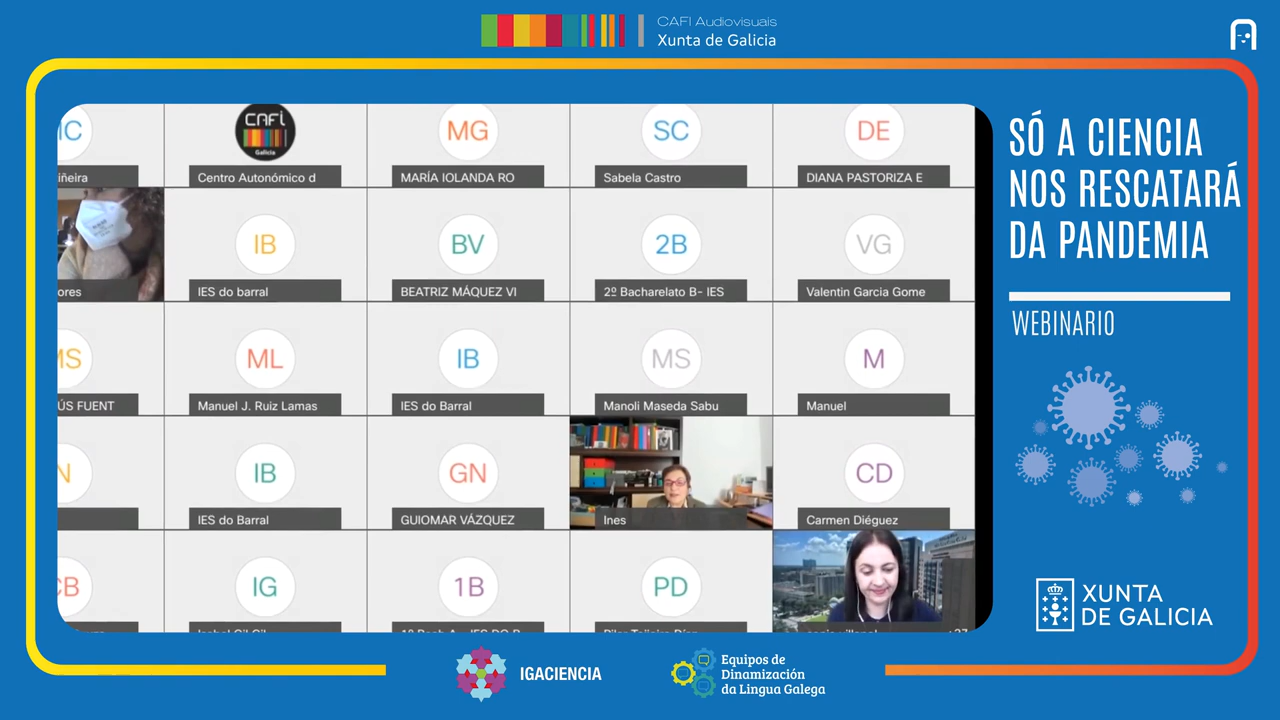 CAFI Audiovisuais
Xunta de Galicia
SÓ A CIENCIA
NOS RESCATARÁ
DA PANDEMIA
WEBINARIO
IC
CAFi
Galicia
MG
SC
DE
iñeira
Centro Autonómico d
MARÍA IOLANDA RO
Sabela Castro
DIANA PASTORIZA E
IB
BV
2B
VG
ores
IES do barral
BEATRIZ MÁQUEZ VI
2º Bacharelato B- IES
Valentin Garcia Gome
MS
ML
IB
MS
M
ÚS FUENT
Manuel J. Ruiz Lamas
IES do Barral
Manoli Maseda Sabu
Manuel
N
IB
GN
CD
IES do Barral
GUIOMAR VÁZQUEZ
Ines
Carmen Diéguez
CB
IG
1B
PD
XUNTA
DE GALICIA
IGACIENCIA
Equipos de
Dinamización
da Lingua Galega